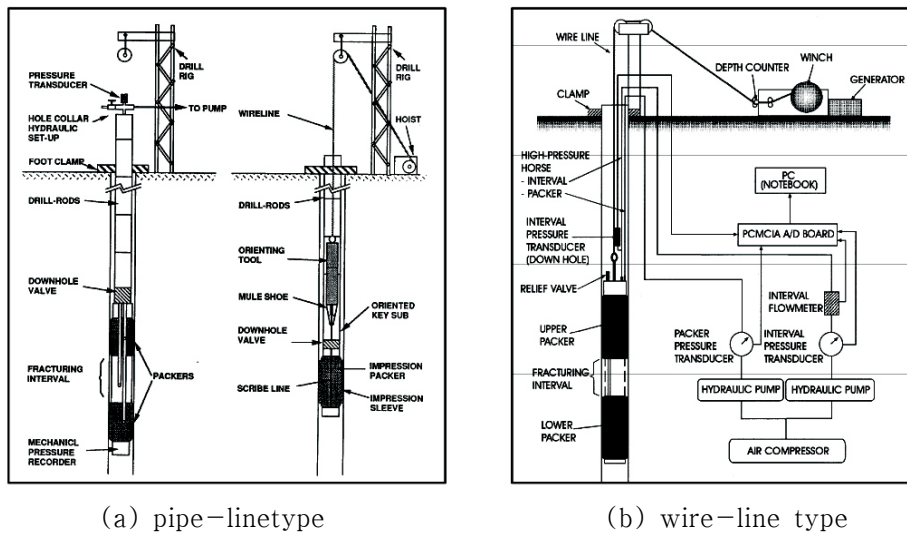 DRILL
RIG
PRESSURE
TRANSDUCER
TO PUMP
HOLE COLLAR
HYDRAULIC
SET-UP
FOOT CLAMP
DRILL-RODS
DOWNHOLE
VALVE
FRACTURING
INTERVAL
PACKERS
MECHANICL
PRESSURE
RECORDER
DRILL
RIG
WIRELINE
HOIST
DRILL-RODS
ORIENTING
TOOL
MULE SHOE
ORIENTED
KEY SUB
DOWNHOLE
VALVE
IMPRESSION
PACKER
SCRIBE LINE
IMPRESSION
SLEEVE
(a) pipe-linetype
WIRE LINE
WINCH
DEPTH COUNTER
GENERATOR
CLAMP
HIGH-PRESSURE
HORSE
- INTERVAL
- PACKER
PC
(NOTEBOOK)
INTERVAL
PRESSURE
TRANSDUCER
(DOWN HOLE)
PCMCIA A/D BOARD
RELIEF VALVE
INTERVAL
FLOWMETER
UPPER
PACKER
PACKER
PRESSURE
TRANSDUCER
INTERVAL
PRESSURE
TRANSDUCER
FRACTURING
INTERVAL
HYDRAULIC PUMP
HYDRAULIC PUMP
LOWER
PACKER
AIR COMPRESSOR
(b) wire-line type